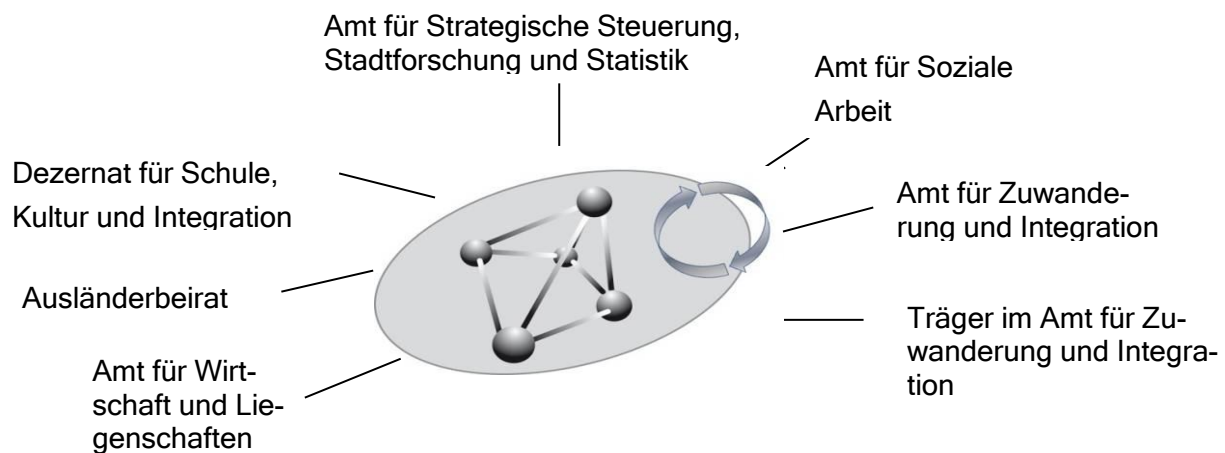 Amt für Strategische Steuerung,
Stadtforschung und Statistik
Amt für Soziale
Arbeit
Dezernat für Schule,
Kultur und Integration
Amt für Zuwande-
rung und Integration
Ausländerbeirat
Träger im Amt für Zu-
wanderung und Integra-
tion
Amt für Wirt-
schaft und Lie-
genschaften